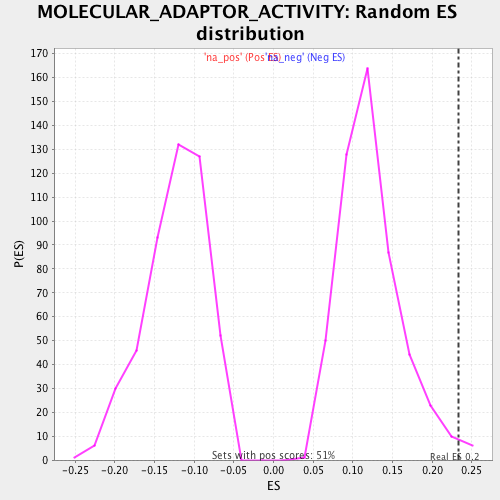 MOLECULAR_ADAPTOR_ACTIVITY: Random ES
distribution
'na_pos' (Pos ES) 'na_neg' (Neg ES)
170
160
150
140
130
120
110
100
90
80
70
60
50
40
30
20
10
0
P(ES)
Sets with pos scores: 51%
Real ES 0.2
-0.25 -0.20 -0.15 -0.10 -0.05 0.00 0.05 0.10 0.15 0.20 0.25
ES